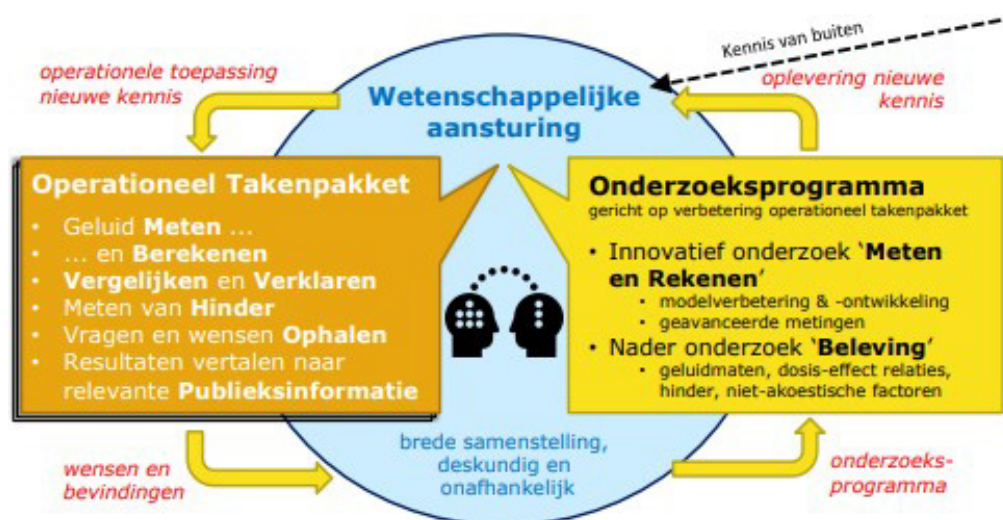 Kennis van buiten
operationele toepassing
nieuwe kennis
Wetenschappelijke
aansturing
oplevering nieuwe
kennis
Operationeel Takenpakket
• Geluid Meten ...
• ... en Berekenen
• Vergelijken en Verklaren
• Meten van Hinder
• Vragen en wensen Ophalen
• Resultaten vertalen naar
relevante Publieksinformatie
Onderzoeksprogramma
gericht op verbetering operationeel takenpakket
• Innovatief onderzoek ‘Meten
en Rekenen’
• modelverbetering & -ontwikkeling
• geavanceerde metingen
• Nader onderzoek ‘Beleving’
• geluidmaten, dosis-effect relaties,
hinder, niet-akoestische factoren
wensen en
bevindingen
brede samenstelling,
deskundig en
onafhankelijk
onderzoeks-
programma